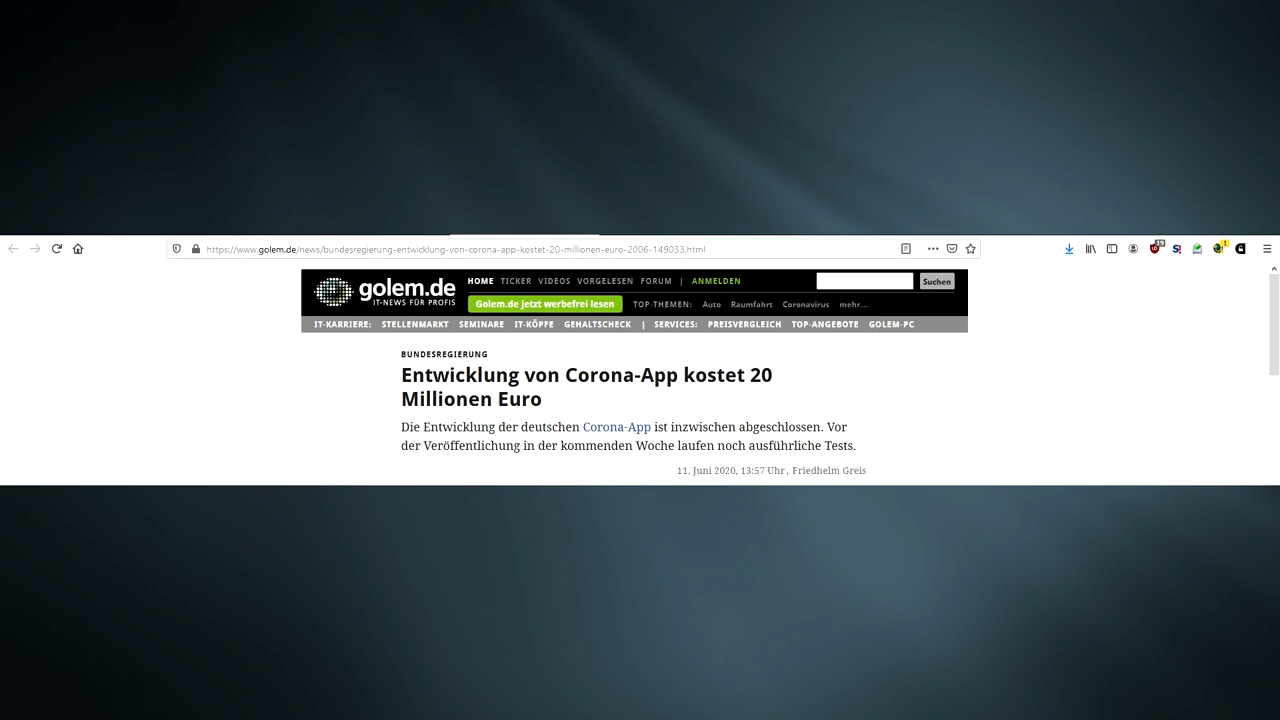 https://www.golem.de/news/bundesregierung-entwicklung-von-corona-app-kostet-20-millionen-euro-2006-149033.html
19
1
golem.de
IT-NEWS FÜR PROFIS
HOME TICKER VIDEOS VORGELESEN FORUM | ANMELDEN
Suchen
Golem.de jetzt werbefrei lesen TOP-THEMEN: Auto Raumfahrt Coronavirus mehr...
IT-KARRIERE: STELLENMARKT SEMINARE IT-KÖPFE GEHALTSCHECK | SERVICES: PREISVERGLEICH TOP-ANGEBOTE GOLEM-PC
BUNDESREGIERUNG
Entwicklung von Corona-App kostet 20
Millionen Euro
Die Entwicklung der deutschen Corona-App ist inzwischen abgeschlossen. Vor
der Veröffentlichung in der kommenden Woche laufen noch ausführliche Tests.
11. Juni 2020, 13:57 Uhr, Friedhelm Greis